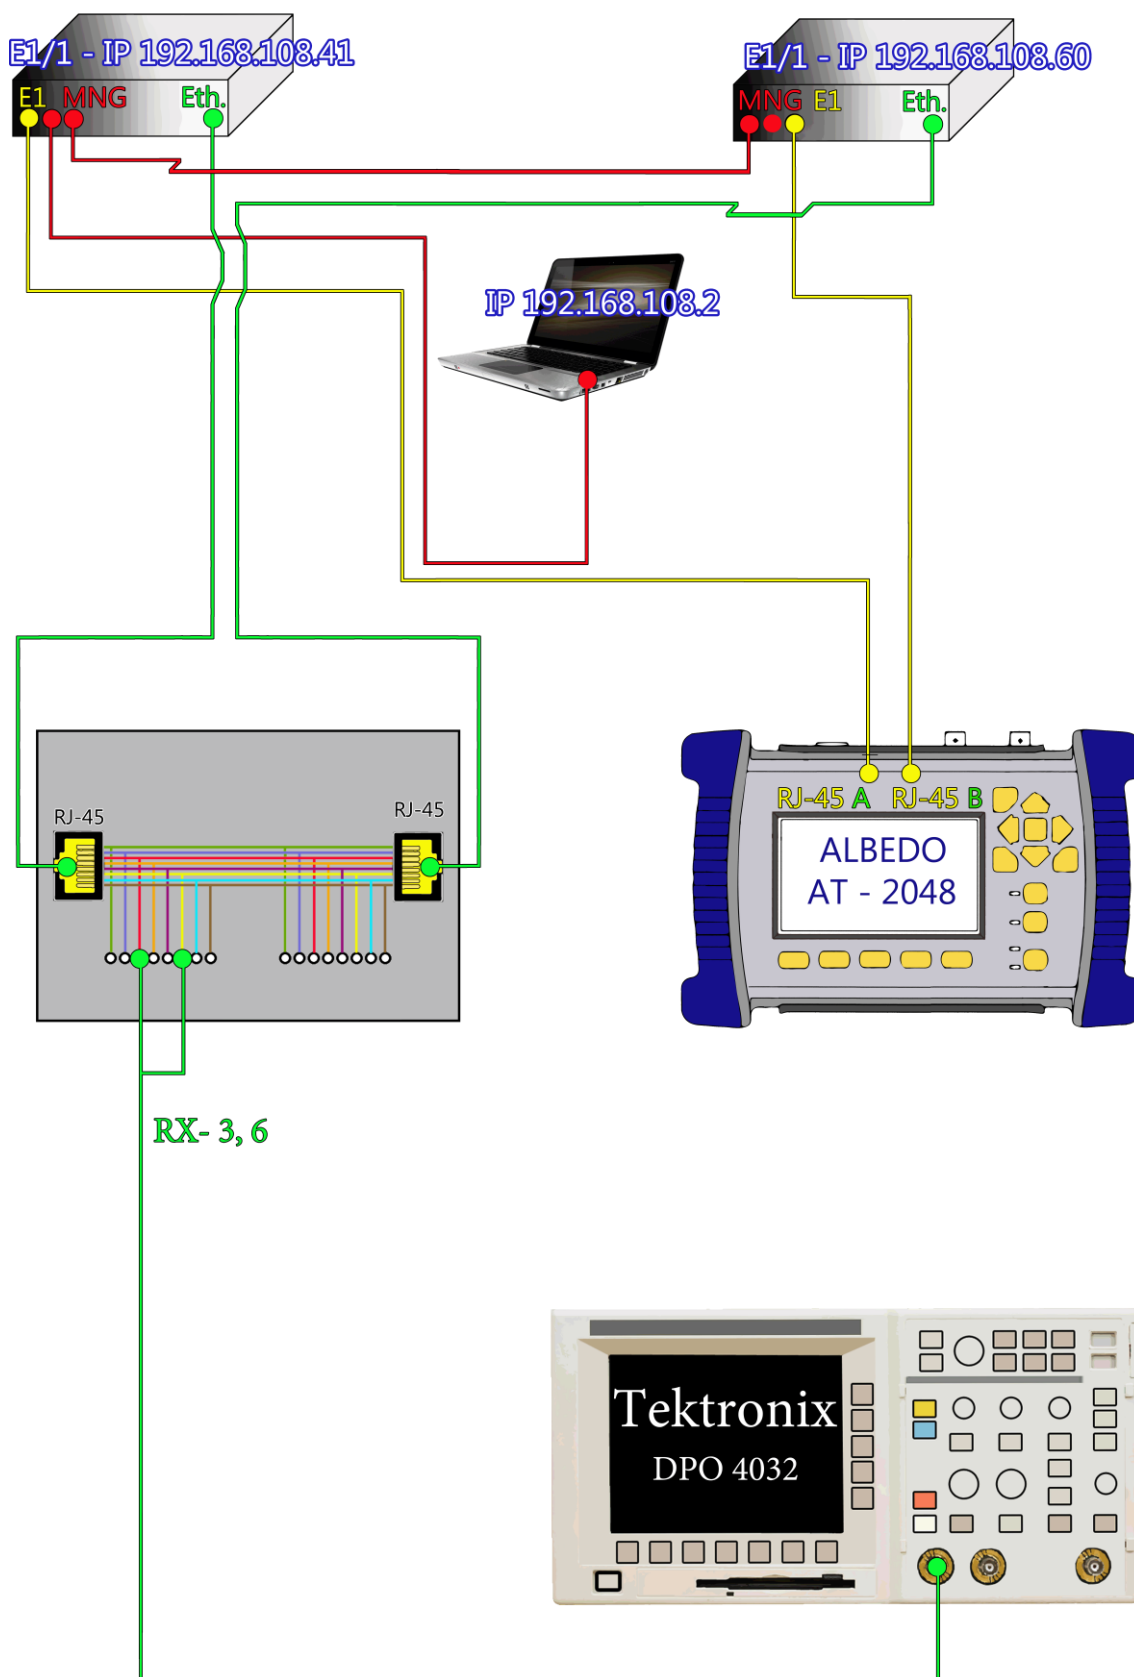 E1/1 - IP 192.168.108.41
E1 MNG Eth.
E1/1 - IP 192.168.108.60
MNG E1 Eth.
IP 192.168.108.2
RJ-45
RJ-45
RJ-45 A RJ-45 B
ALBEDO
AT - 2048
RX- 3, 6
Tektronix
DPO 4032